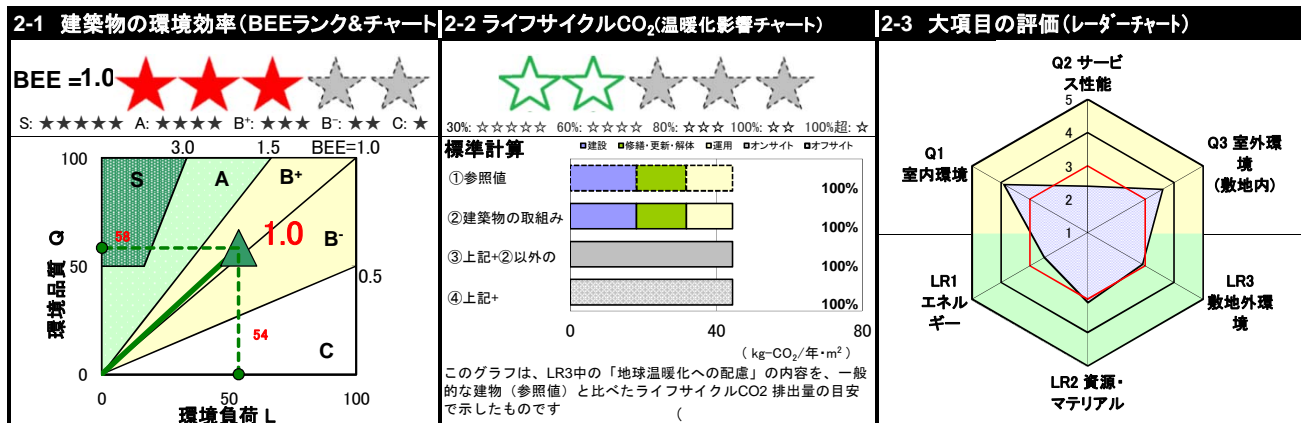 2-1 建築物の環境効率(BEEランク&チャート
BEE =1.0
S: ★★★★★ A: ★★★★ B⁺: ★★★ B⁻: ★★ C: ★
3.0 1.5 BEE=1.0
100
S A B⁺
1.0
B⁻
58
50
0.5
54
C
0
0 50 100
環境品質 Q
環境負荷 L
2-2 ライフサイクルCO₂(温暖化影響チャート)
30%: ☆☆☆☆☆ 60%: ☆☆☆☆ 80%: ☆☆☆ 100%: ☆☆ 100%超: ☆
標準計算
建設 修繕・更新・解体 運用 オンサイト オフサイト
①参照値 100%
②建築物の取組み 100%
③上記+②以外の 100%
④上記+ 100%
0 40 80
( kg-CO₂/年・m² )
このグラフは、LR3中の「地球温暖化への配慮」の内容を、一般
的な建物(参照値)と比べたライフサイクルCO2 排出量の目安
で示したものです (
2-3 大項目の評価(レーダーチャート)
Q2 サービ
ス性能
5
4
3
2
1
Q1
室内環境
Q3 室外環
境
(敷地内)
LR1
エネル
ギー
LR3
敷地外環
境
LR2 資源・
マテリアル